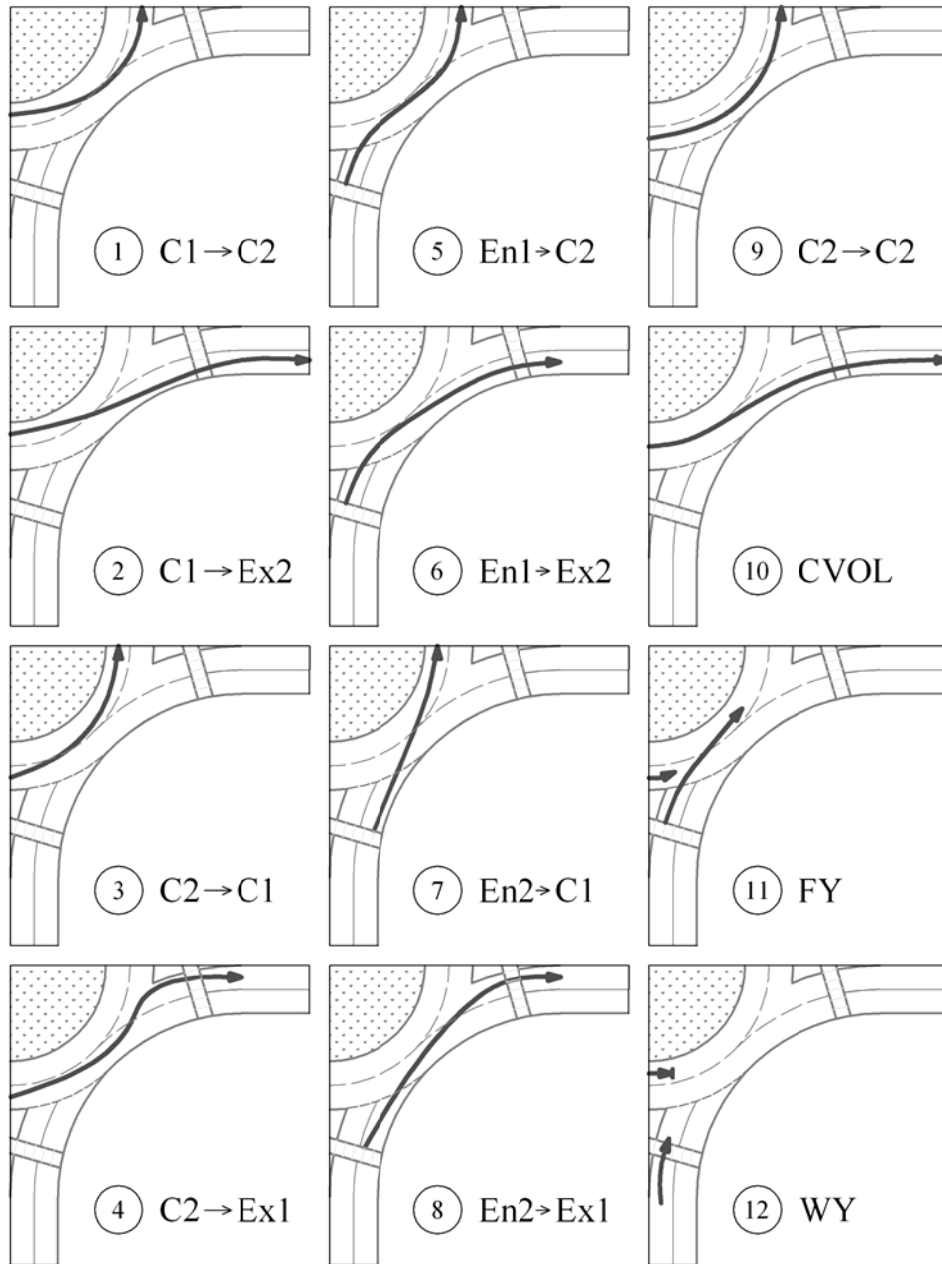 1 C1→C2
5 En1→C2
9 C2→C2
2 C1→Ex2
6 En1→Ex2
10 CVOL
3 C2→C1
7 En2→C1
11 FY
4 C2→Ex1
8 En2→Ex1
12 WY